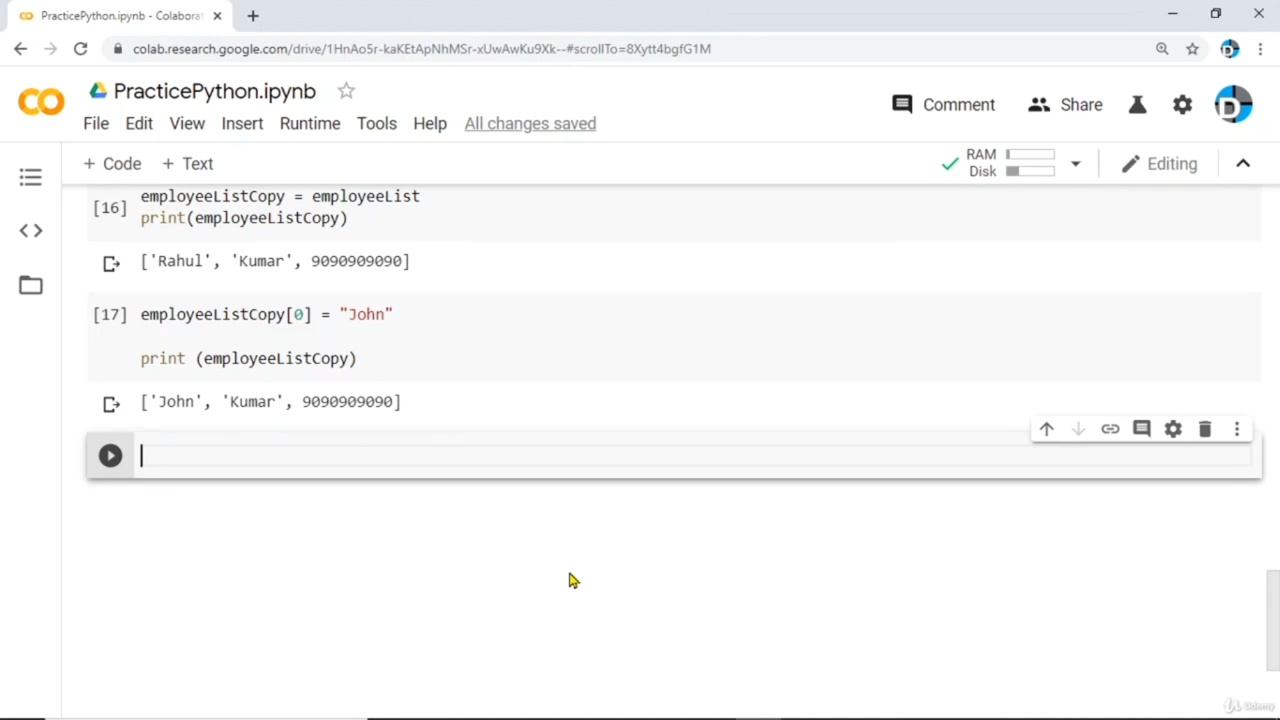 PracticePython.ipynb - Colaborat
colab.research.google.com/drive/1HnAo5r-kaKEtApNhMSr-xUwAwKu9Xk--#scrollTo=8Xytt4bgfG1M
PracticePython.ipynb
Comment
Share
D
File Edit View Insert Runtime Tools Help All changes saved
+ Code + Text
RAM
Disk
Editing
employeeListCopy = employeeList
[16]
print(employeeListCopy)
['Rahul', 'Kumar', 9090909090]
[17] employeeListCopy[0] = "John"
print (employeeListCopy)
['John', 'Kumar', 9090909090]
Udemy